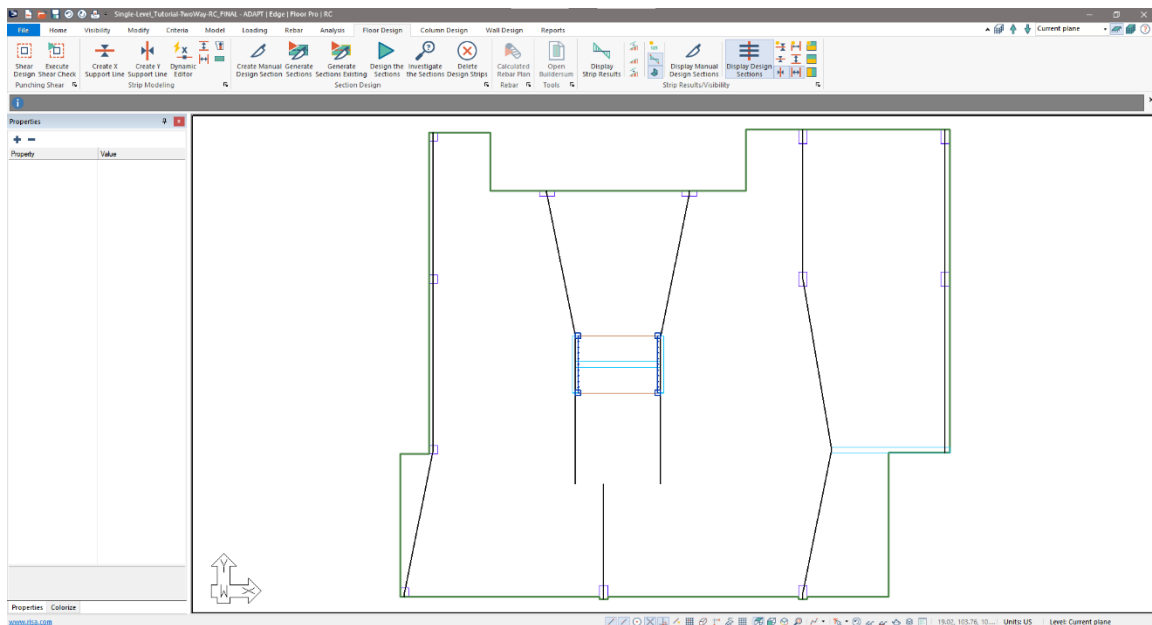 Single-Level_Tutorial-TwoWay-RC_FINAL - ADAPT | Edge | Floor Pro | RC
File Home Visibility Modify Criteria Model Loading Rebar Analysis Floor Design Column Design Wall Design Reports
Current plane
Shear Design
Execute Shear Check
Punching Shear
Create X Support Line
Create Y Support Line
Dynamic Editor
Strip Modeling
Create Manual Design Section
Generate Sections
Generate Sections Existing
Design the Sections
Investigate the Sections
Delete Design Strips
Section Design
Calculated Rebar Plan
Rebar
Open Buildersum
Tools
Display Strip Results
Display Manual Design Sections
Display Design Sections
Strip Results/Visibility
Properties
Property Value
Y
W X
Properties Colorize
www.risa.com
19.02, 103.76, 10... Units: US Level: Current plane